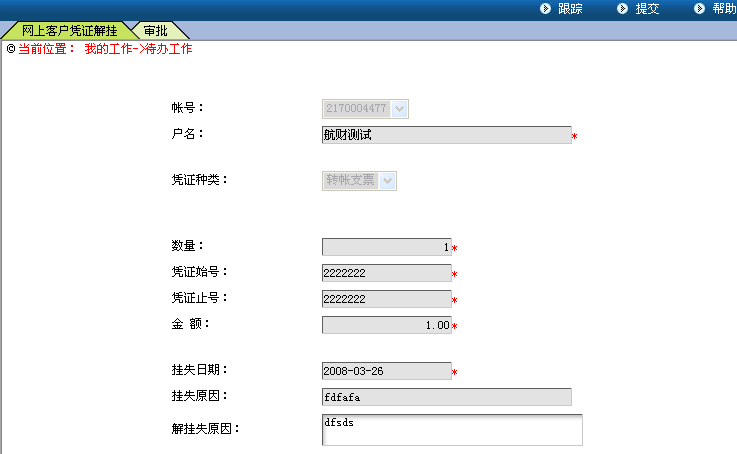 跟踪 提交 帮助
网上客户凭证解挂 审批
©当前位置： 我的工作->待办工作
帐号： 2170004477
户名： 航财测试*
凭证种类： 转帐支票
数量： 1*
凭证始号： 2222222*
凭证止号： 2222222*
金 额： 1.00*
挂失日期： 2008-03-26*
挂失原因： fdfafa
解挂失原因： dfsds